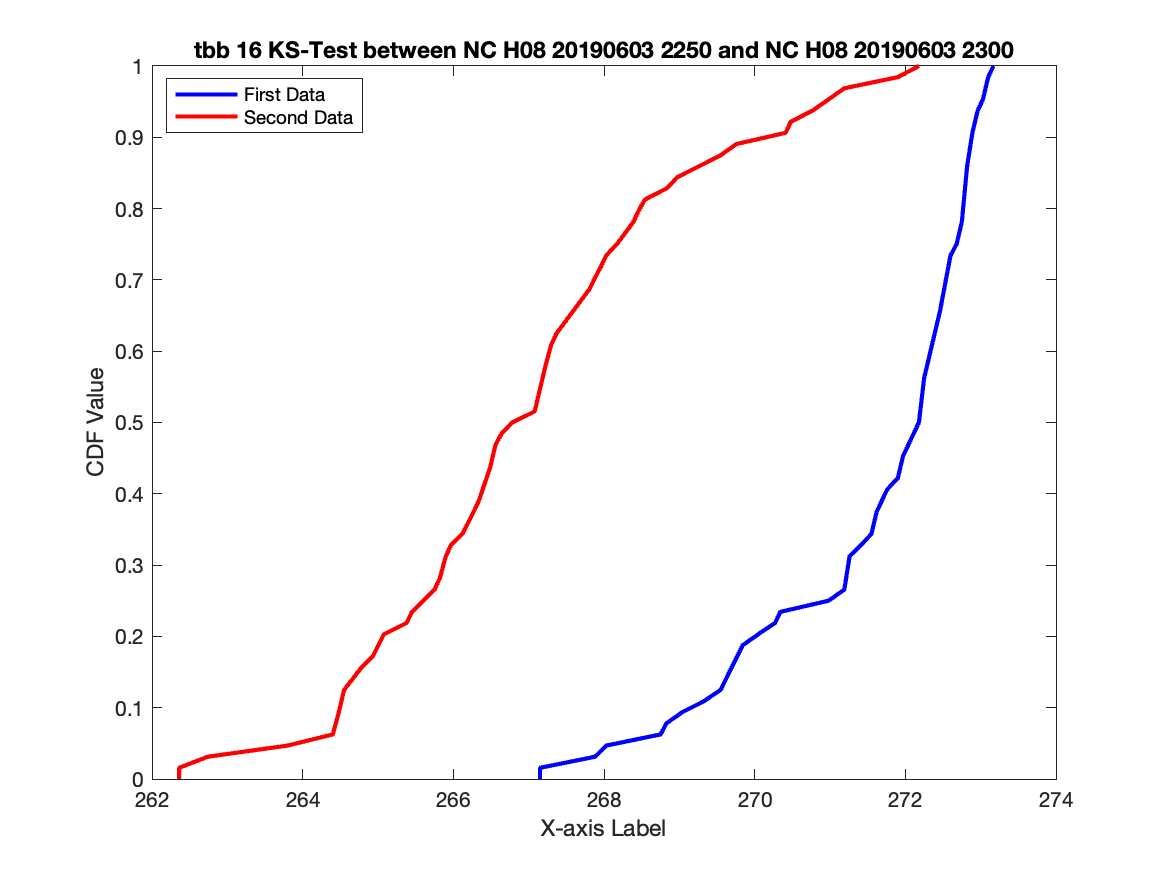 tbb 16 KS-Test between NC H08 20190603 2250 and NC H08 20190603 2300
First Data
Second Data
1
0.9
0.8
0.7
0.6
0.5
0.4
0.3
0.2
0.1
0
CDF Value
262 264 266 268 270 272 274
X-axis Label